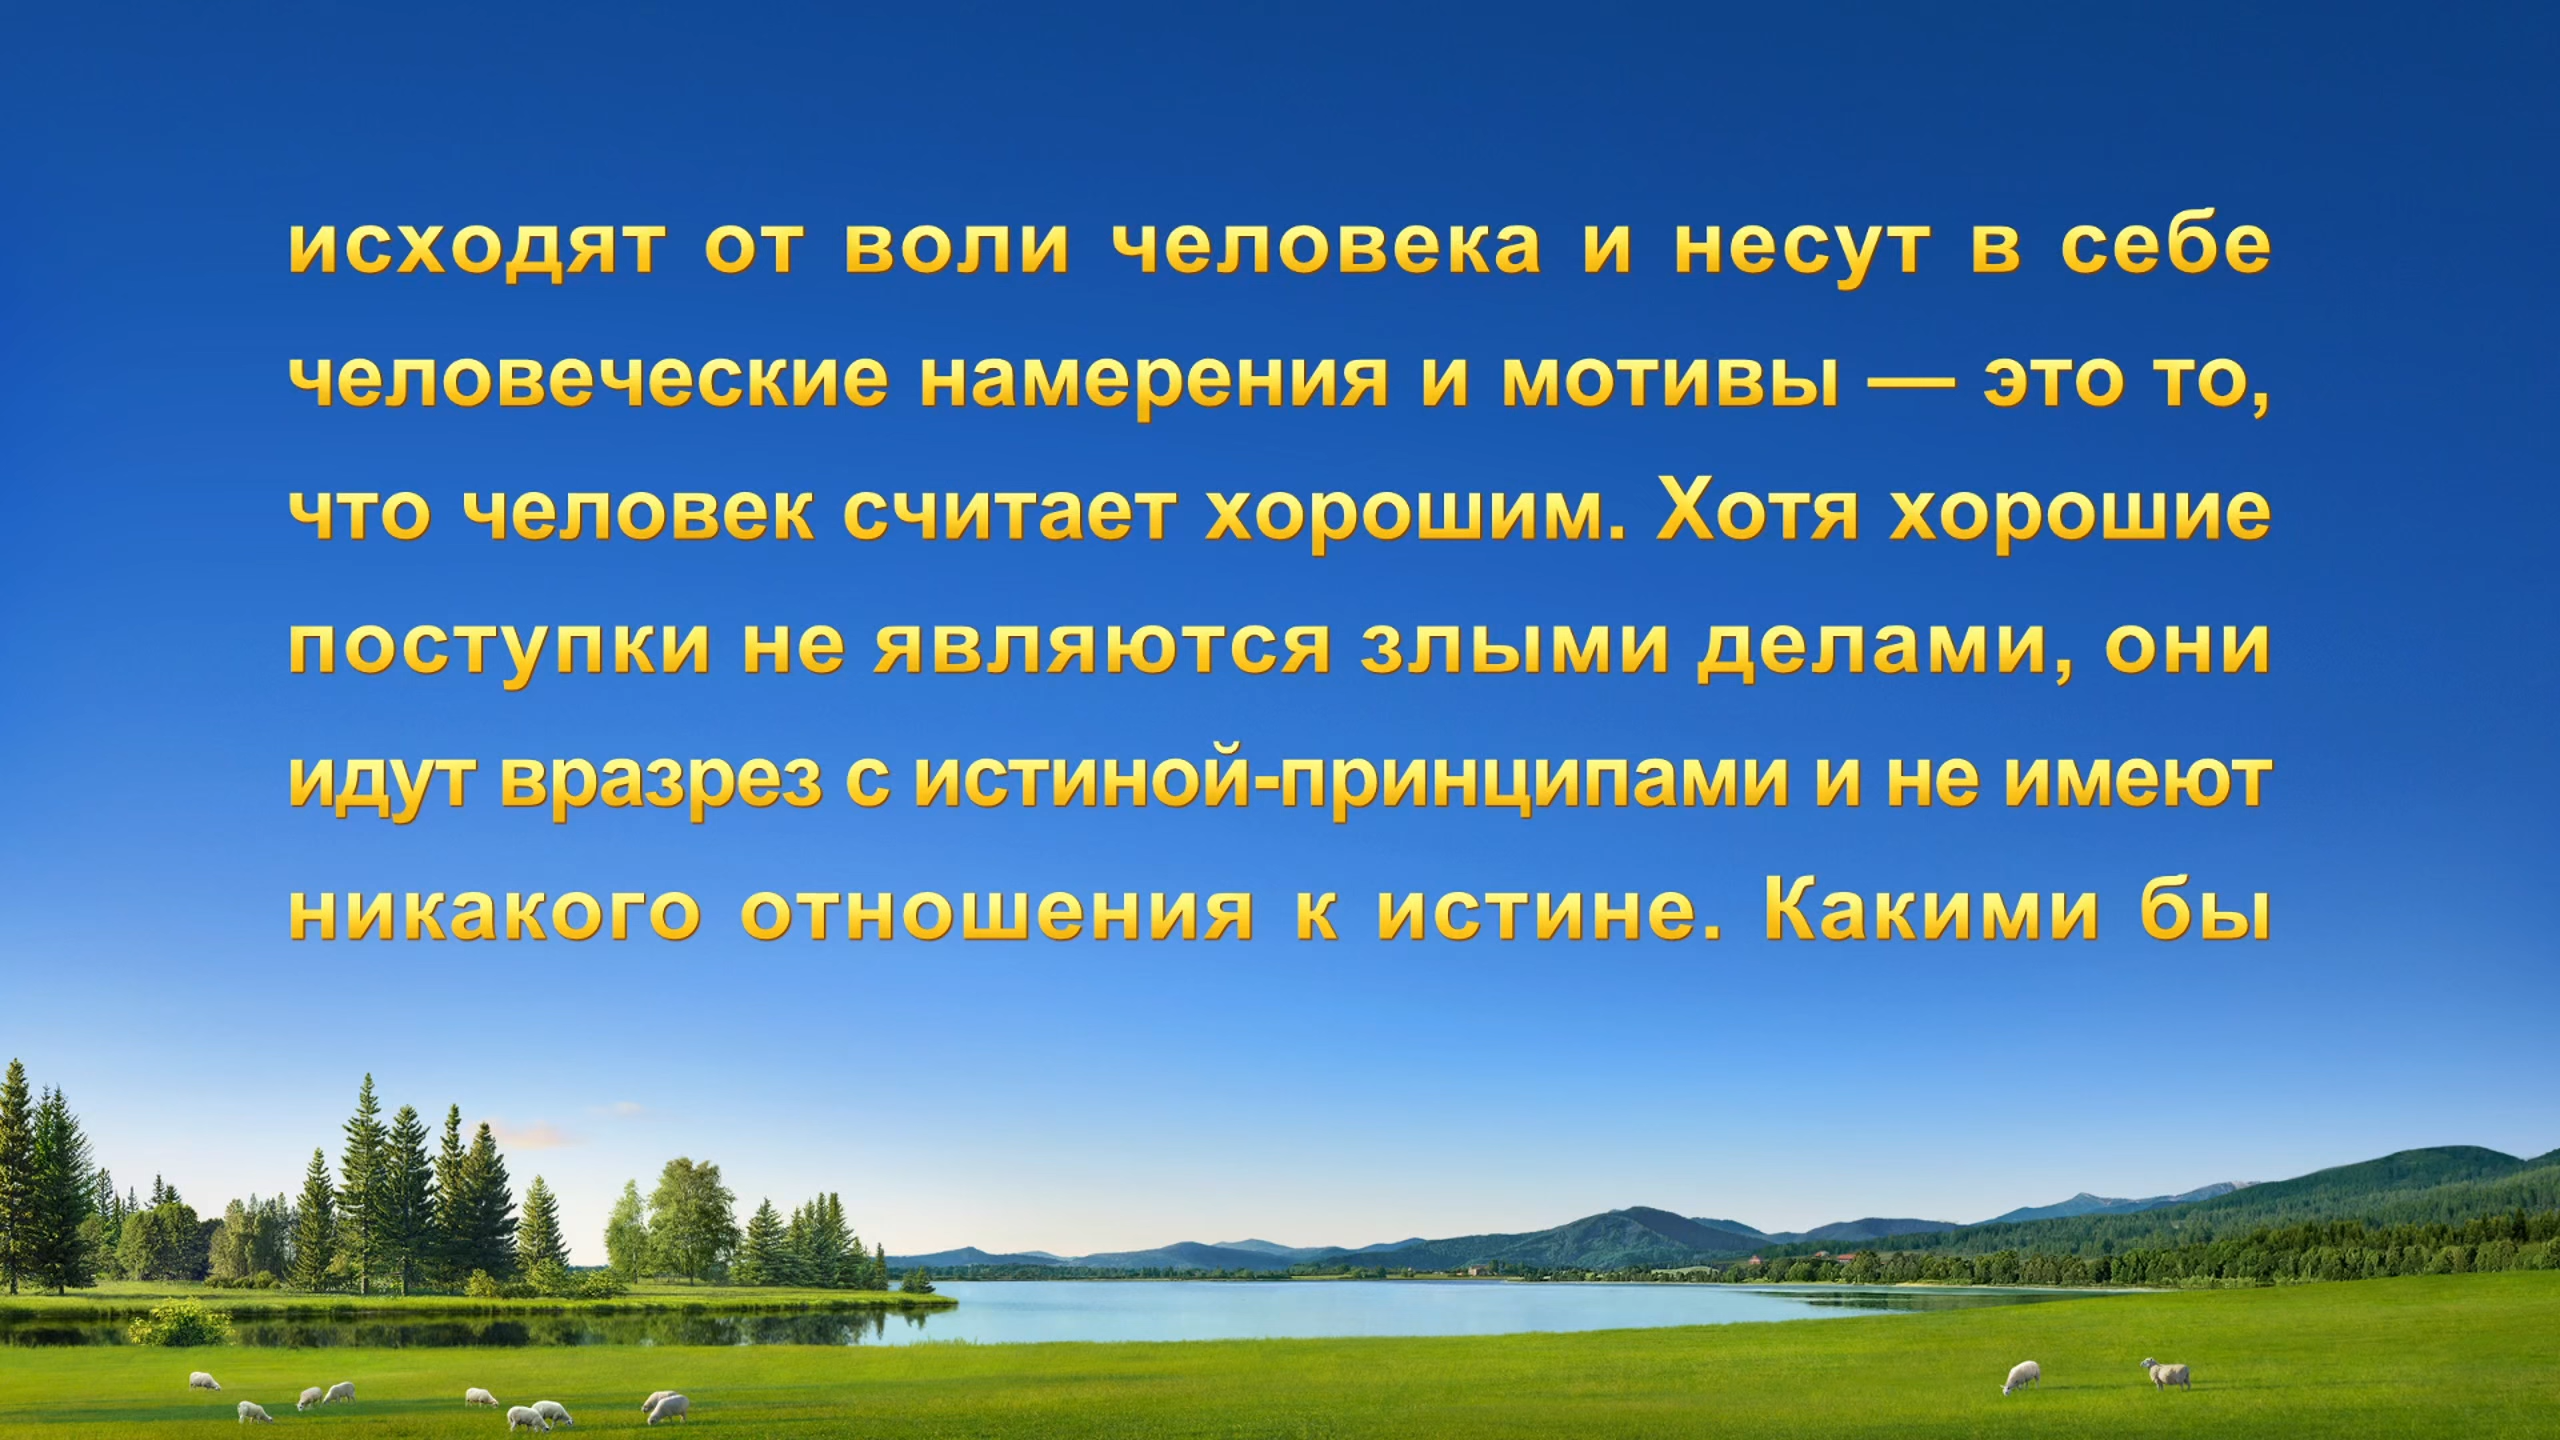 исходят от воли человека и несут в себе
человеческие намерения и мотивы — это то,
что человек считает хорошим. Хотя хорошие
поступки не являются злыми делами, они
идут вразрез с истиной-принципами и не имеют
никакого отношения к истине. Какими бы